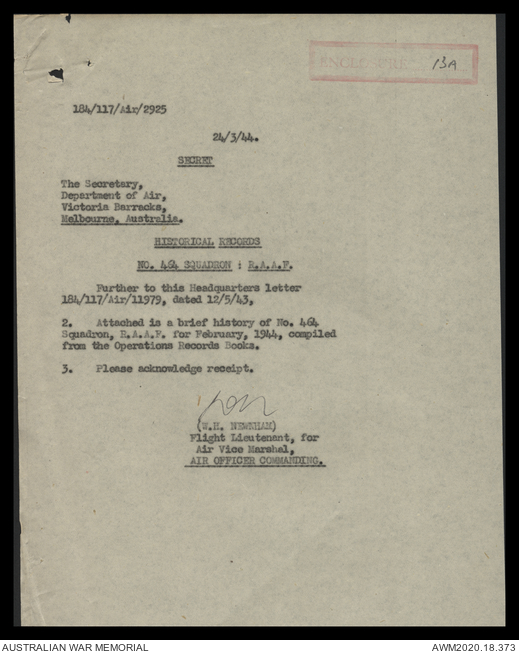 ENCLOSURE 13A
184/117/Air/2925
24/3/44.
SECRET
The Secretary,
Department of Air,
Victoria Barracks,
Melbourne, Australia.
HISTORICAL RECORDS
NO. 464 SQUADRON : R.A.A.F.
Further to this Headquarters letter
184/117/Air/11979, dated 12/5/43,
2. Attached is a brief history of No. 464
Squadron, R.A.A.F. for February, 1944, compiled
from the Operations Records Books.
3. Please acknowledge receipt.
(W.H. NEWNHAM)
Flight Lieutenant, for
Air Vice Marshal,
AIR OFFICER COMMANDING.
AUSTRALIAN WAR MEMORIAL
AWM2020.18.373